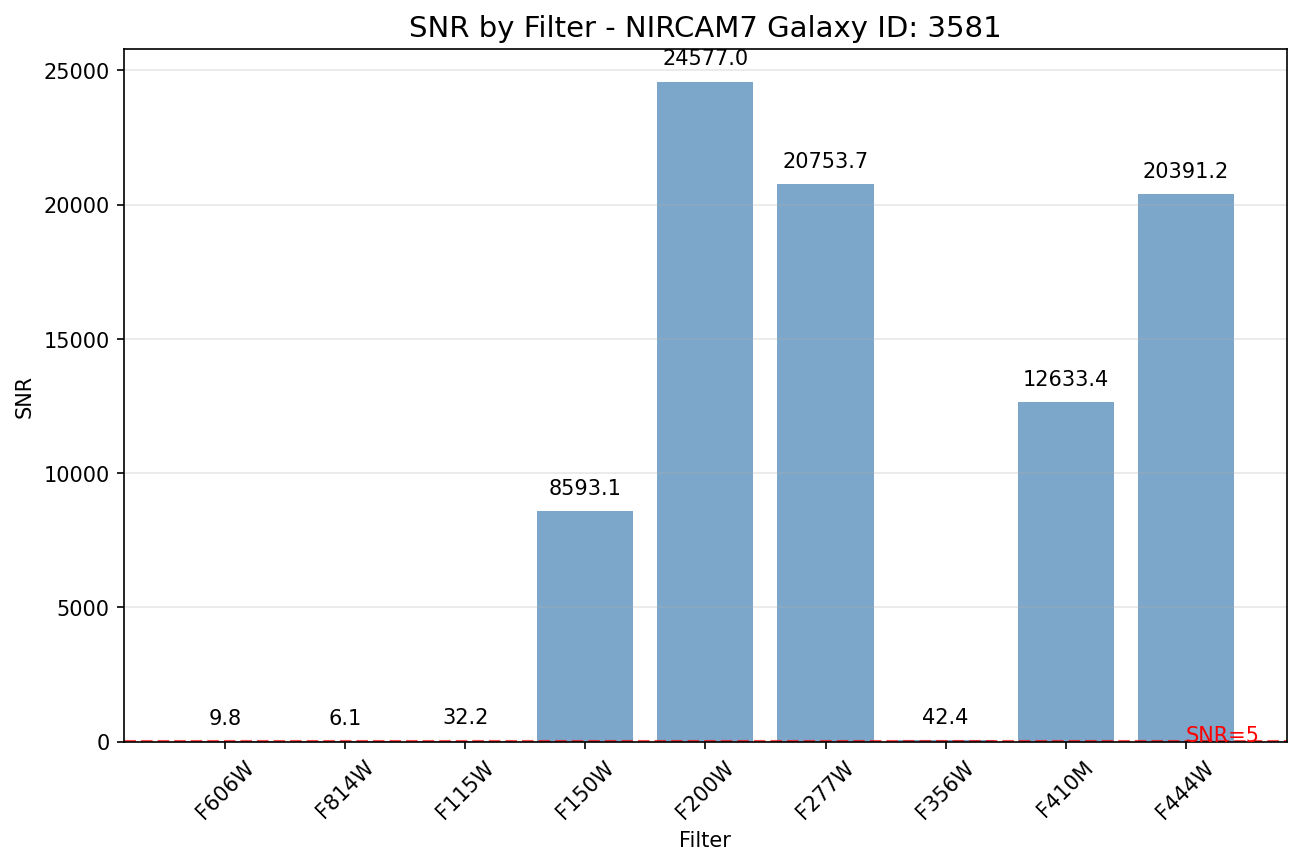 SNR by Filter - NIRCAM7 Galaxy ID: 3581
24577.0
25000
20753.7
20391.2
20000
15000
12633.4
SNR
10000
8593.1
5000
9.8
6.1
32.2
42.4
SNR=5
0
F606W
F814W
F115W
F150W
F200W
F277W
F356W
F410M
F444W
Filter